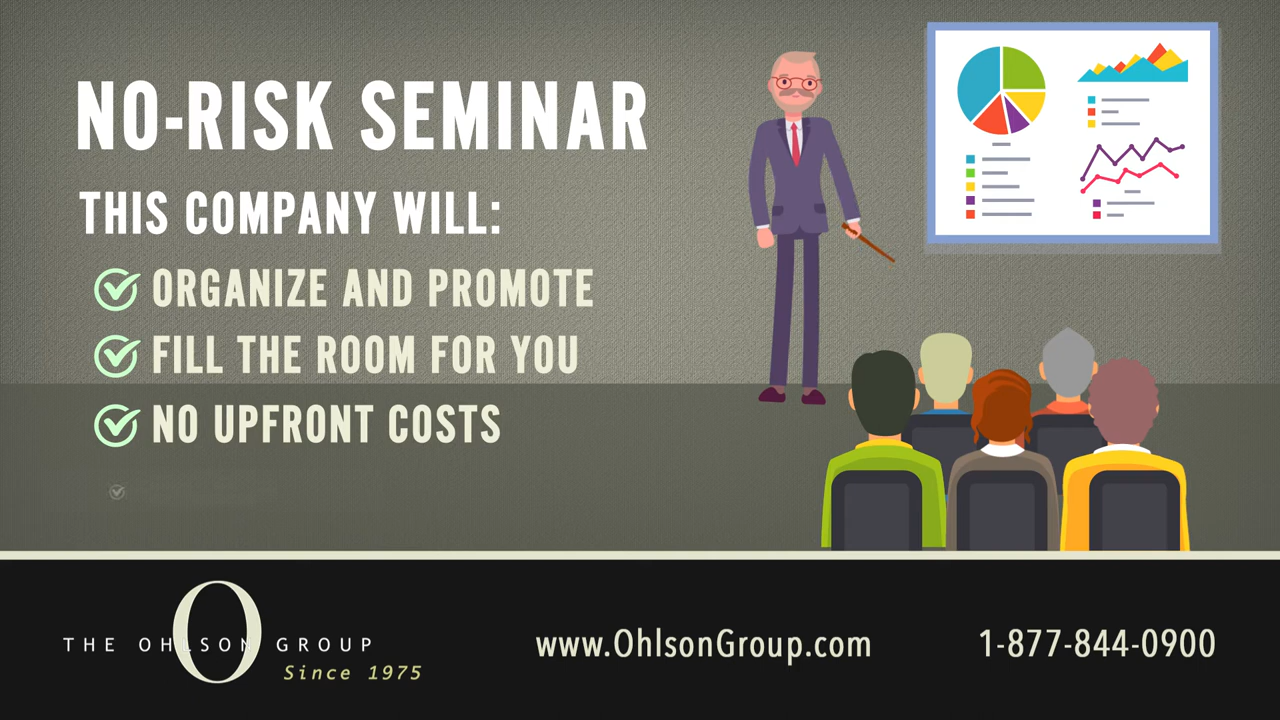 NO-RISK SEMINAR
THIS COMPANY WILL:
ORGANIZE AND PROMOTE
FILL THE ROOM FOR YOU
NO UPFRONT COSTS
THE OHLSON GROUP
Since 1975
www.OhlsonGroup.com
1-877-844-0900